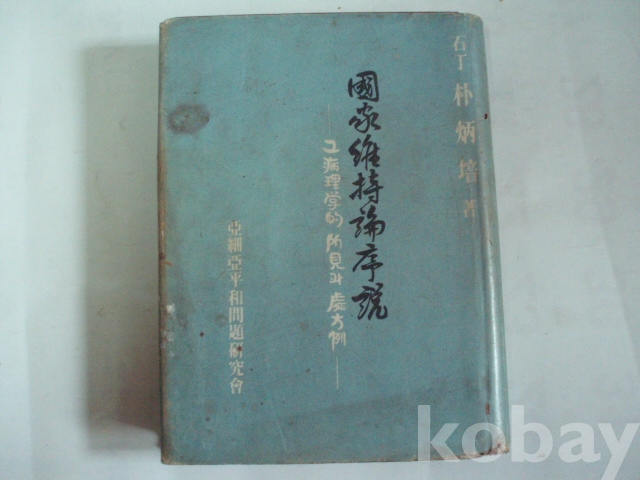 石丁 朴炳培 著
國家維持論序說
그 病理学的 所見과 處方例
亞細亞平和問題硏究會
kobay